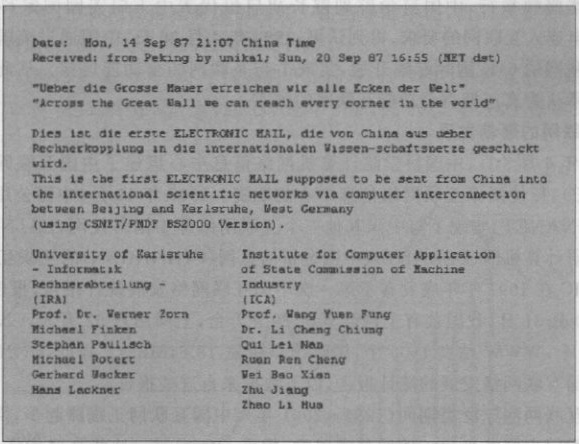 Date: Mon, 14 Sep 87 21:07 China Time
Received: from Peking by unika1; Sun, 20 Sep 87 16:55 (MET dst)
"Ueber die Grosse Mauer erreichen wir alle Ecken der Welt"
"Across the Great Wall we can reach every corner in the world"
Dies ist die erste ELECTRONIC MAIL, die von China aus ueber
Rechnerkopplung in die internationalen Wissen-schaftsnetze geschickt
wird.
This is the first ELECTRONIC MAIL supposed to be sent from China into
the international scientific networks via computer interconnection
between Beijing and Karlsruhe, West Germany
(using CSNET/PMDF BS2000 Version).
University of Karlsruhe Institute for Computer Application
- Informatik of State Commission of Machine
Rechnerabteilung - Industry
(IRA) (ICA)
Prof. Dr. Werner Zorn Prof. Wang Yuen Fung
Michael Finken Dr. Li Cheng Chiung
Stephan Paulisch Qui Lei Nan
Michael Rotert Ruan Ren Cheng
Gerhard Wacker Wei Bao Xian
Hans Lackner Zhu Jiang
Zhao Li Hua